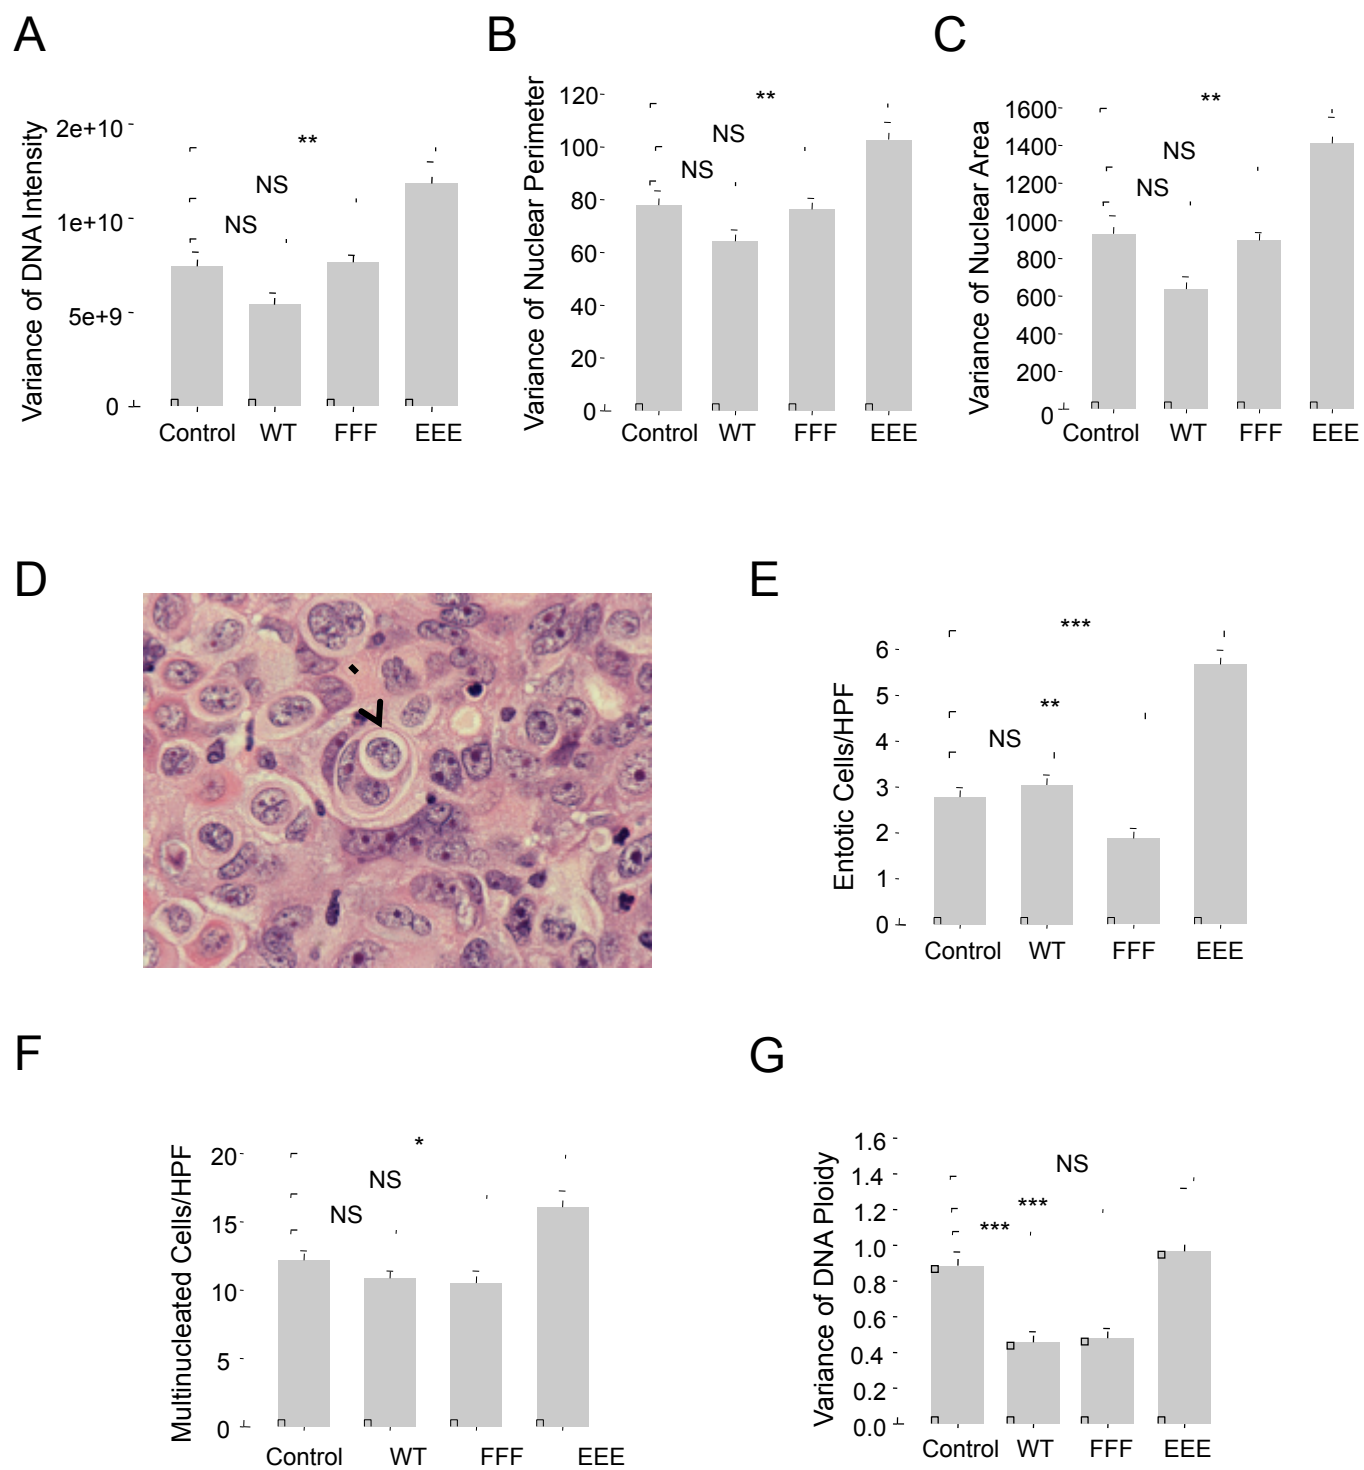 A
Variance of DNA Intensity
2e+10
1e+10
5e+9
0
**
NS
NS
Control WT FFF EEE
B
Variance of Nuclear Perimeter
120
100
80
60
40
20
0
**
NS
NS
Control WT FFF EEE
C
Variance of Nuclear Area
1600
1400
1200
1000
800
600
400
200
0
**
NS
NS
Control WT FFF EEE
D
E
Entotic Cells/HPF
6
5
4
3
2
1
0
***
**
NS
Control WT FFF EEE
F
Multinucleated Cells/HPF
20
15
10
5
0
*
NS
NS
Control WT FFF EEE
G
Variance of DNA Ploidy
1.6
1.4
1.2
1.0
0.8
0.6
0.4
0.2
0.0
NS
***
***
Control WT FFF EEE